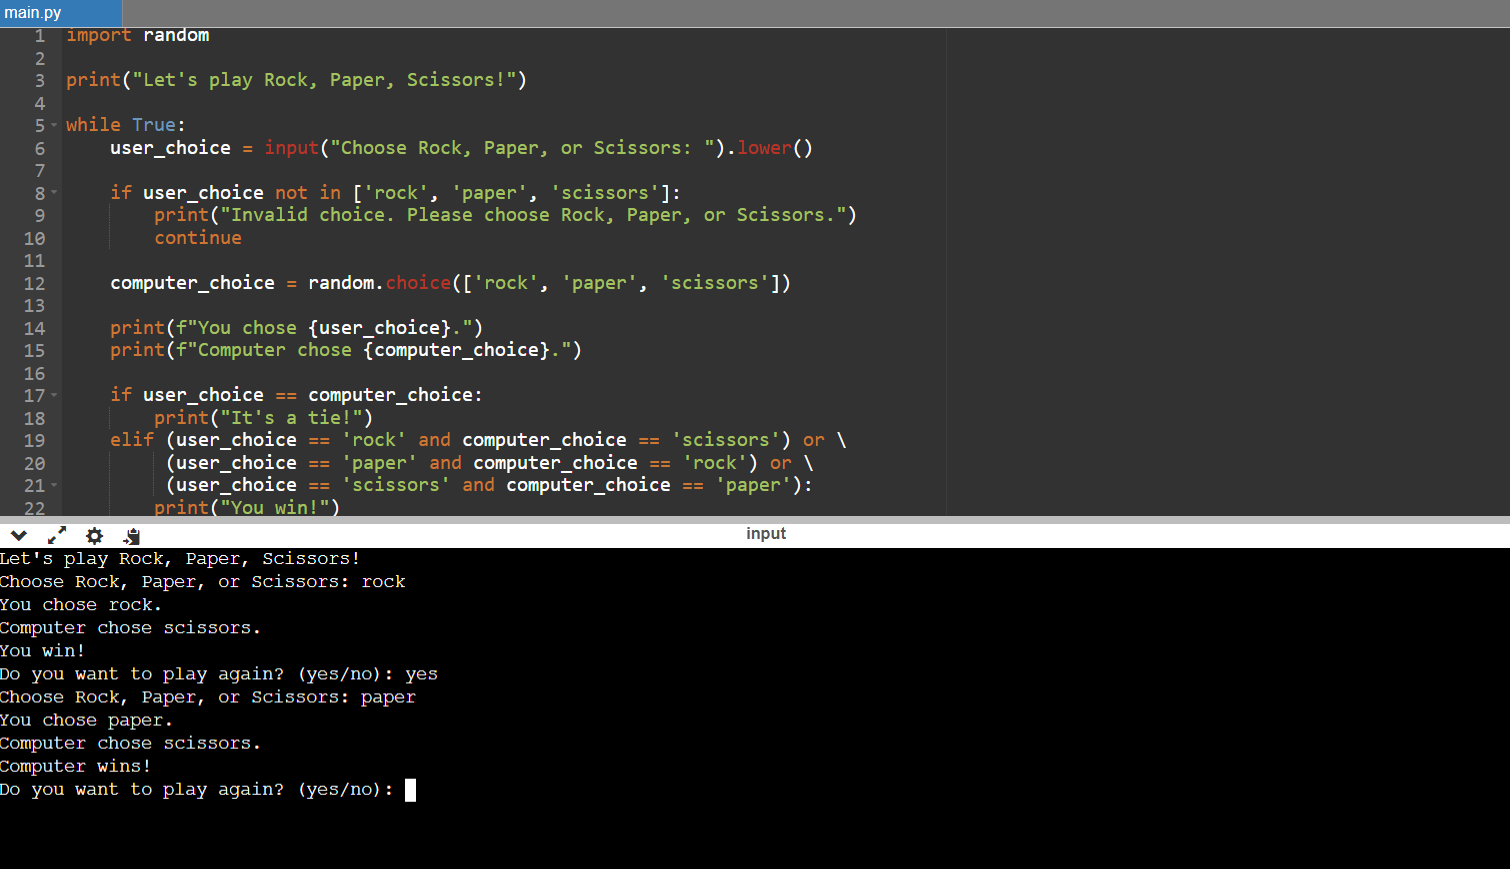 main.py
1 import random
2
3 print("Let's play Rock, Paper, Scissors!")
4
5 while True:
6     user_choice = input("Choose Rock, Paper, or Scissors: ").lower()
7
8     if user_choice not in ['rock', 'paper', 'scissors']:
9         print("Invalid choice. Please choose Rock, Paper, or Scissors.")
10         continue
11
12     computer_choice = random.choice(['rock', 'paper', 'scissors'])
13
14     print(f"You chose {user_choice}.")
15     print(f"Computer chose {computer_choice}.")
16
17     if user_choice == computer_choice:
18         print("It's a tie!")
19     elif (user_choice == 'rock' and computer_choice == 'scissors') or \
20          (user_choice == 'paper' and computer_choice == 'rock') or \
21          (user_choice == 'scissors' and computer_choice == 'paper'):
22         print("You win!")
input
Let's play Rock, Paper, Scissors!
Choose Rock, Paper, or Scissors: rock
You chose rock.
Computer chose scissors.
You win!
Do you want to play again? (yes/no): yes
Choose Rock, Paper, or Scissors: paper
You chose paper.
Computer chose scissors.
Computer wins!
Do you want to play again? (yes/no):